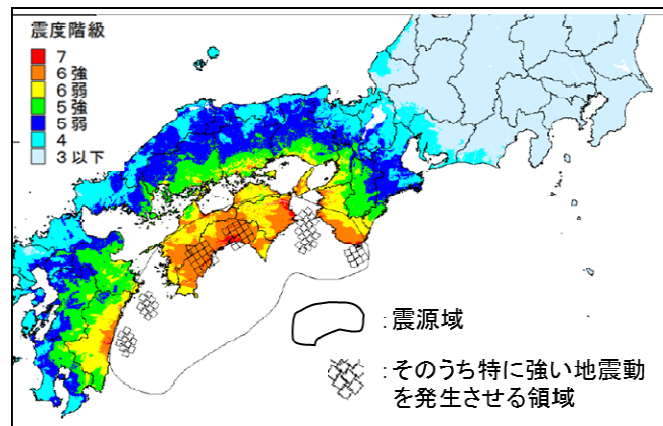 震度階級
7
6強
6弱
5強
5弱
4
3以下
:震源域
:そのうち特に強い地震動
を発生させる領域